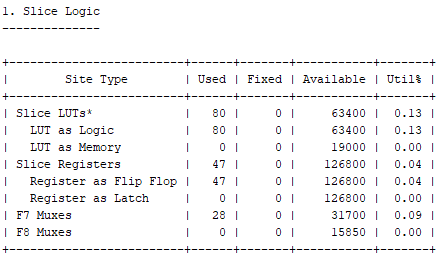 1. Slice Logic
--------------

+----------------------------+------+-------+-----------+-------+
|          Site Type         | Used | Fixed | Available | Util% |
+----------------------------+------+-------+-----------+-------+
| Slice LUTs*                |   80 |     0 |     63400 |  0.13 |
|   LUT as Logic             |   80 |     0 |     63400 |  0.13 |
|   LUT as Memory            |    0 |     0 |     19000 |  0.00 |
| Slice Registers            |   47 |     0 |    126800 |  0.04 |
|   Register as Flip Flop    |   47 |     0 |    126800 |  0.04 |
|   Register as Latch        |    0 |     0 |    126800 |  0.00 |
| F7 Muxes                   |   28 |     0 |     31700 |  0.09 |
| F8 Muxes                   |    0 |     0 |     15850 |  0.00 |
+----------------------------+------+-------+-----------+-------+